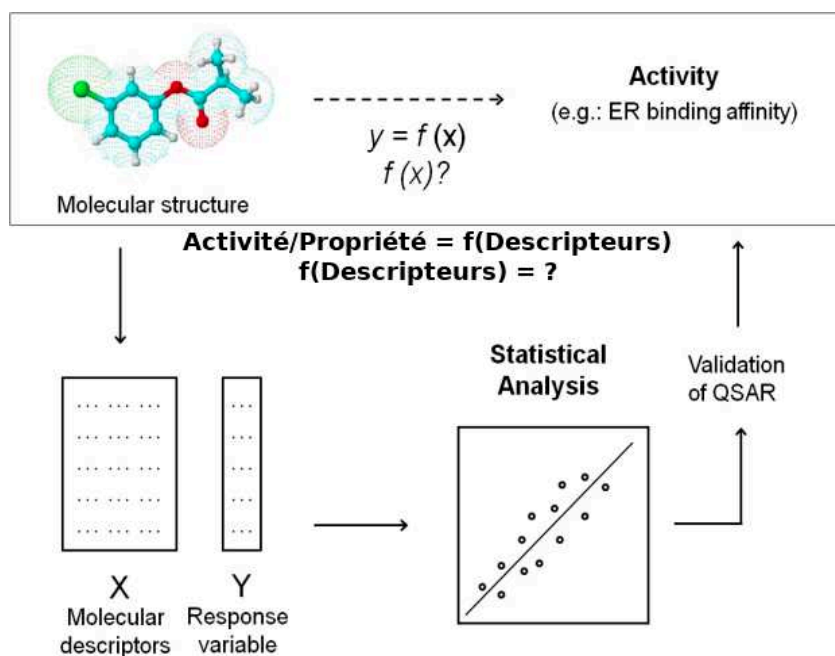 Activity
(e.g.: ER binding affinity)
y = f (x)
f (x)?
Molecular structure
Activité/Propriété = f(Descripteurs)
f(Descripteurs) = ?
Statistical
Analysis
Validation
of QSAR
... ... ... ...
... ... ... ...
... ... ... ...
... ... ... ...
... ... ... ...
X Y
Molecular Response
descriptors variable